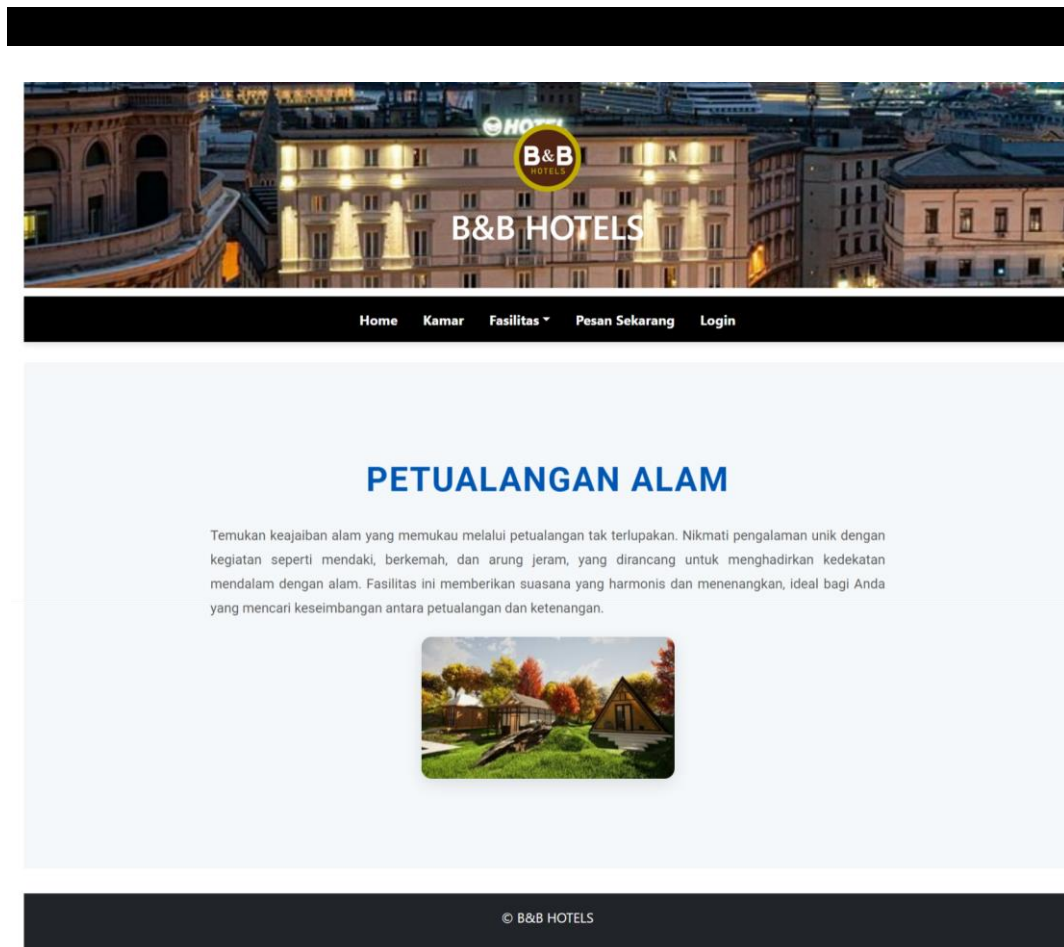 HOTEL
B&B
HOTELS
B&B HOTELS
Home Kamar Fasilitas Pesan Sekarang Login
PETUALANGAN ALAM
Temukan keajaiban alam yang memukau melalui petualangan tak terlupakan. Nikmati pengalaman unik dengan
kegiatan seperti mendaki, berkemah, dan arung jeram, yang dirancang untuk menghadirkan kedekatan
mendalam dengan alam. Fasilitas ini memberikan suasana yang harmonis dan menenangkan, ideal bagi Anda
yang mencari keseimbangan antara petualangan dan ketenangan.
© B&B HOTELS